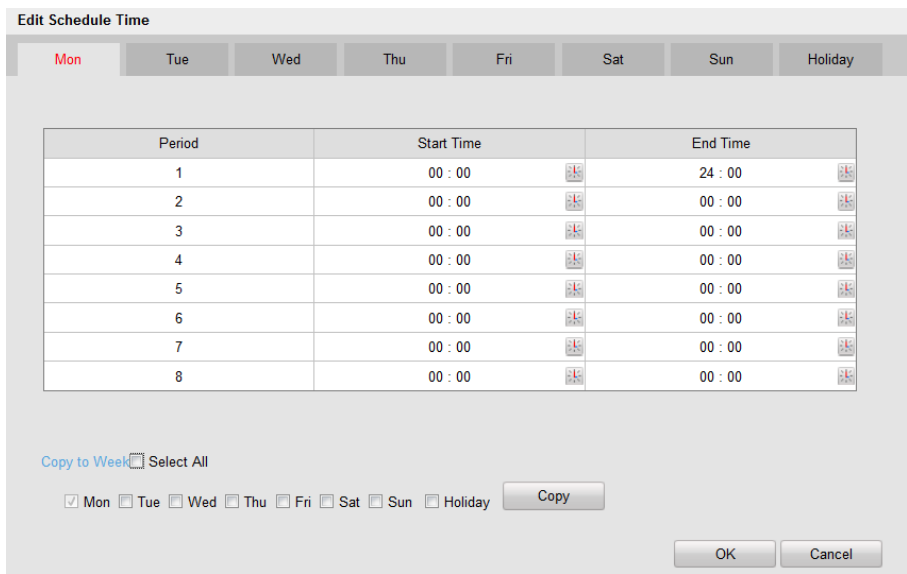 Edit Schedule Time
Mon Tue Wed Thu Fri Sat Sun Holiday
Period Start Time End Time
1 00 : 00 24 : 00
2 00 : 00 00 : 00
3 00 : 00 00 : 00
4 00 : 00 00 : 00
5 00 : 00 00 : 00
6 00 : 00 00 : 00
7 00 : 00 00 : 00
8 00 : 00 00 : 00
Copy to Week Select All
Mon Tue Wed Thu Fri Sat Sun Holiday Copy
OK Cancel